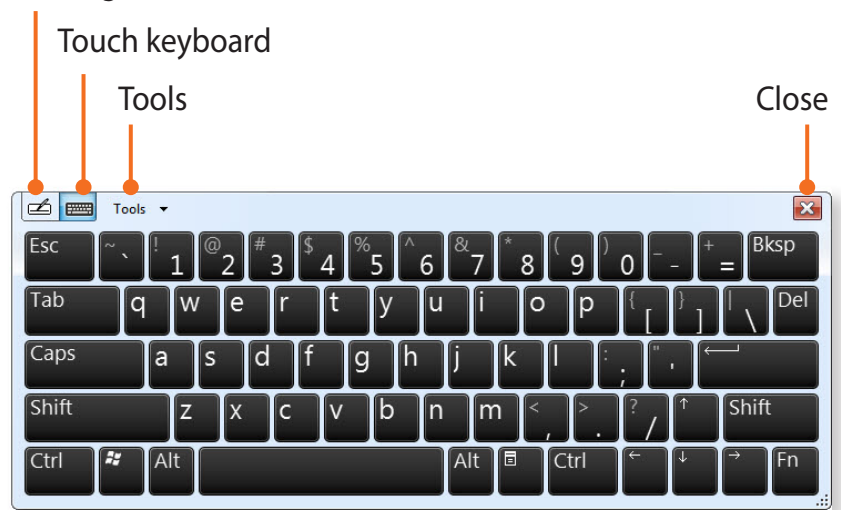 Touch keyboard
Tools Close
Tools
Esc ~ ` ! 1 @ 2 # 3 $ 4 % 5 ^ 6 & 7 * 8 ( 9 ) 0 _ - + = Bksp
Tab q w e r t y u i o p { [ } ] | \ Del
Caps a s d f g h j k l : ; " '
Shift z x c v b n m < , > . ? / ↑ Shift
Ctrl Alt Alt Ctrl ← ↓ → Fn